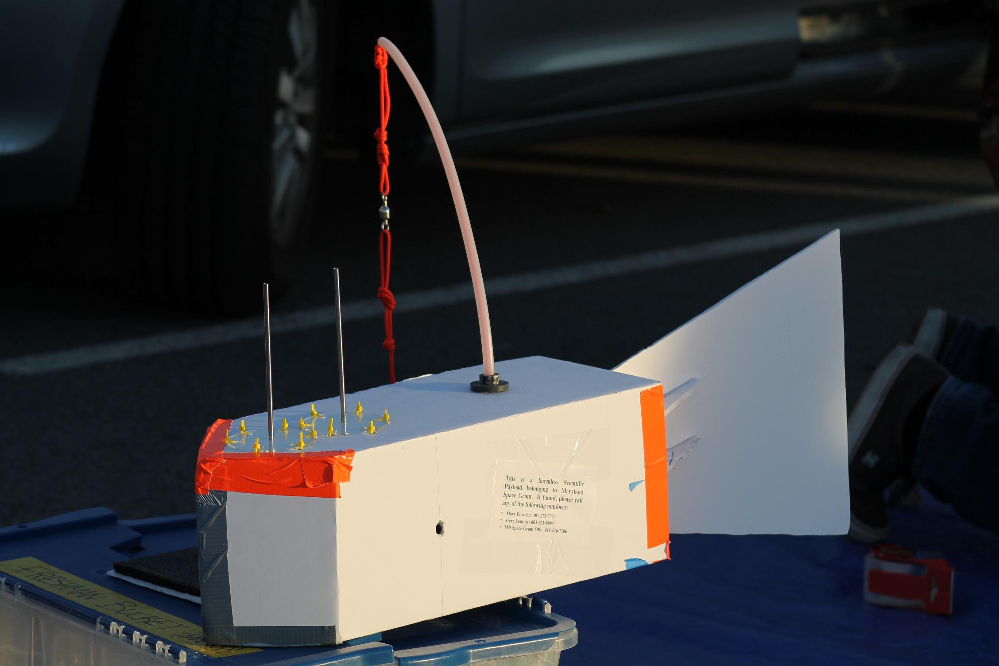 This is a harmless Scientific
Payload belonging to Maryland
Space Grant. If found, please call
any of the following numbers:
• Mary Bowden: 301-275-7723
• Steve Lentine: 603-321-8095
• MD Space Grant Offc: 410-516-7106
FRESHMAN BUCKET